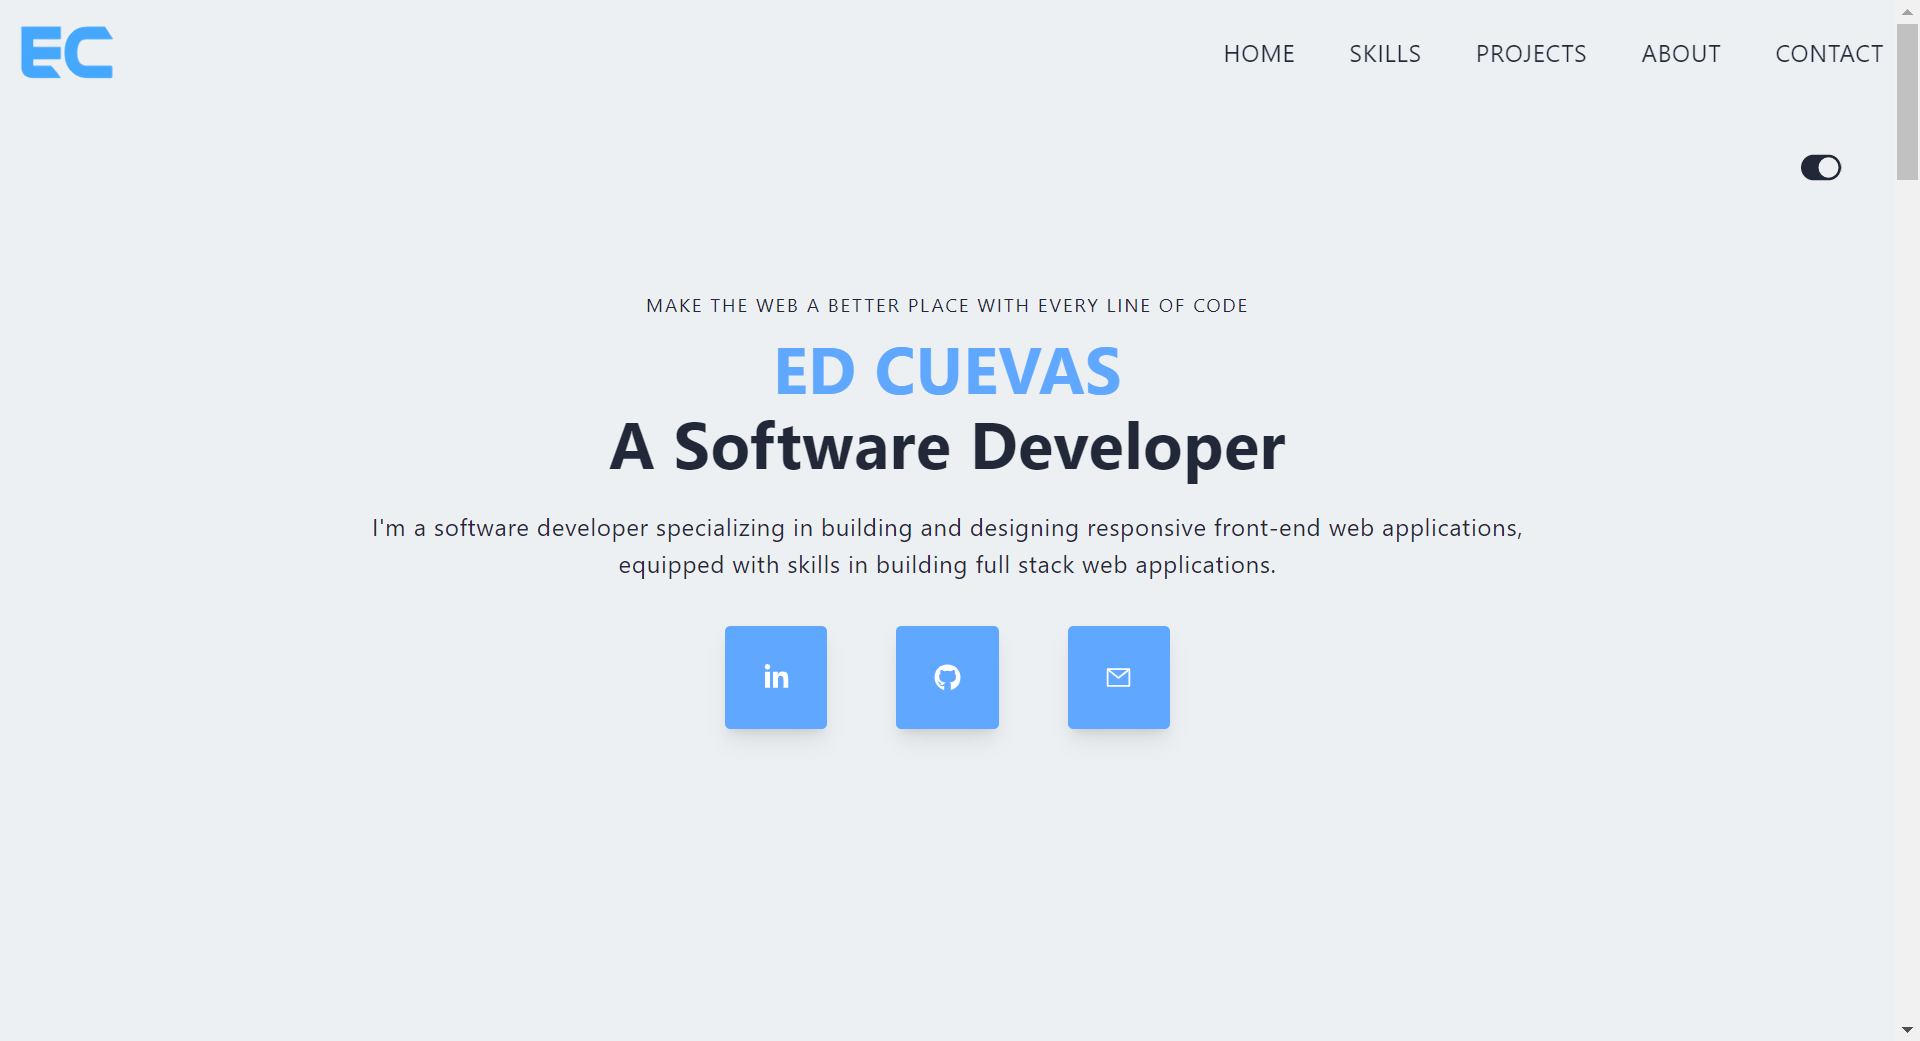 EC
HOME SKILLS PROJECTS ABOUT CONTACT
MAKE THE WEB A BETTER PLACE WITH EVERY LINE OF CODE
ED CUEVAS
A Software Developer
I'm a software developer specializing in building and designing responsive front-end web applications,
equipped with skills in building full stack web applications.
in